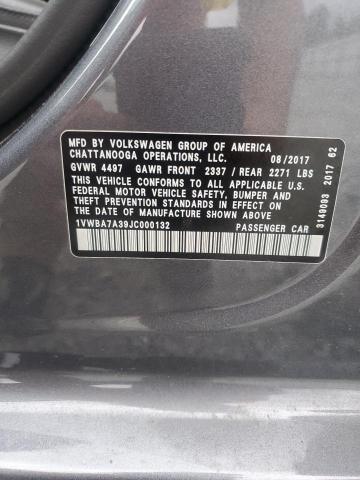 MFD BY VOLKSWAGEN GROUP OF AMERICA
CHATTANOOGA OPERATIONS, LLC. 08/2017
GVWR 4497 GAWR FRONT 2337 / REAR 2271 LBS
THIS VEHICLE CONFORMS TO ALL APPLICABLE U.S.
FEDERAL MOTOR VEHICLE SAFETY, BUMPER AND
THEFT PREVENTION STANDARDS IN EFFECT
ON THE DATE OF MANUFACTURE SHOWN ABOVE
1VWBA7A39JC000132 PASSENGER CAR
3149093 2017 62